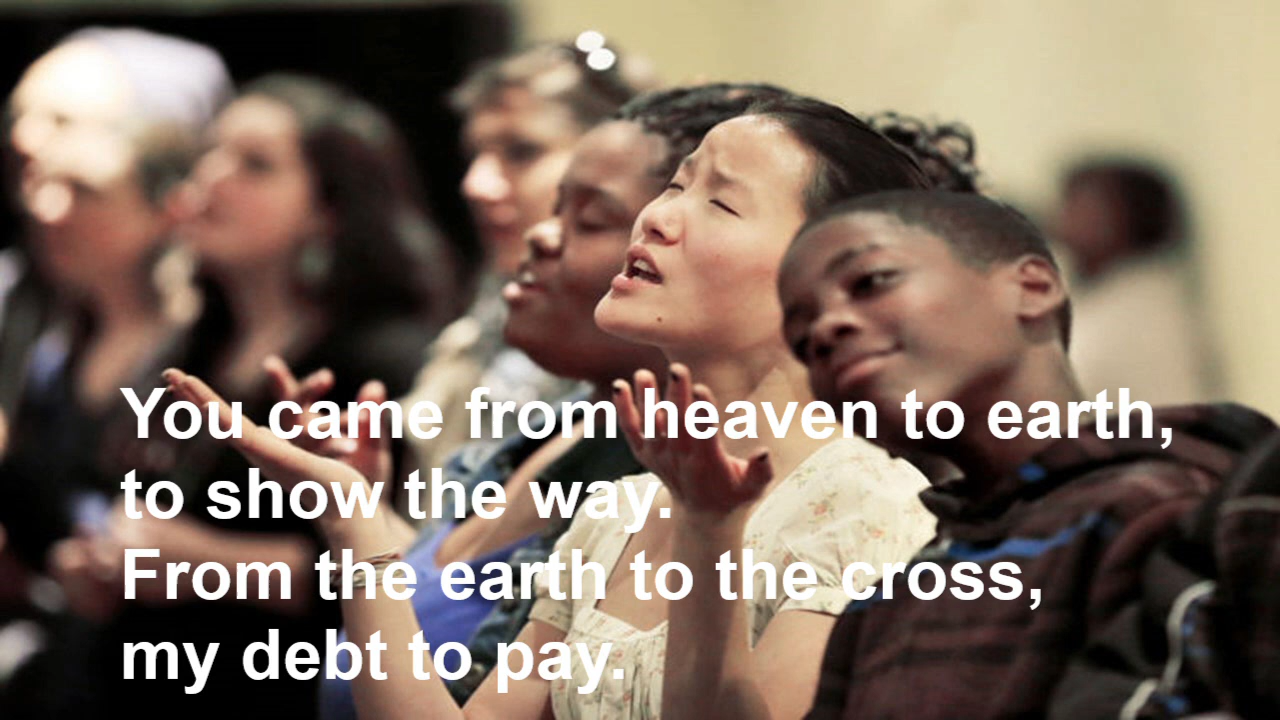 You came from heaven to earth,
to show the way.
From the earth to the cross,
my debt to pay.